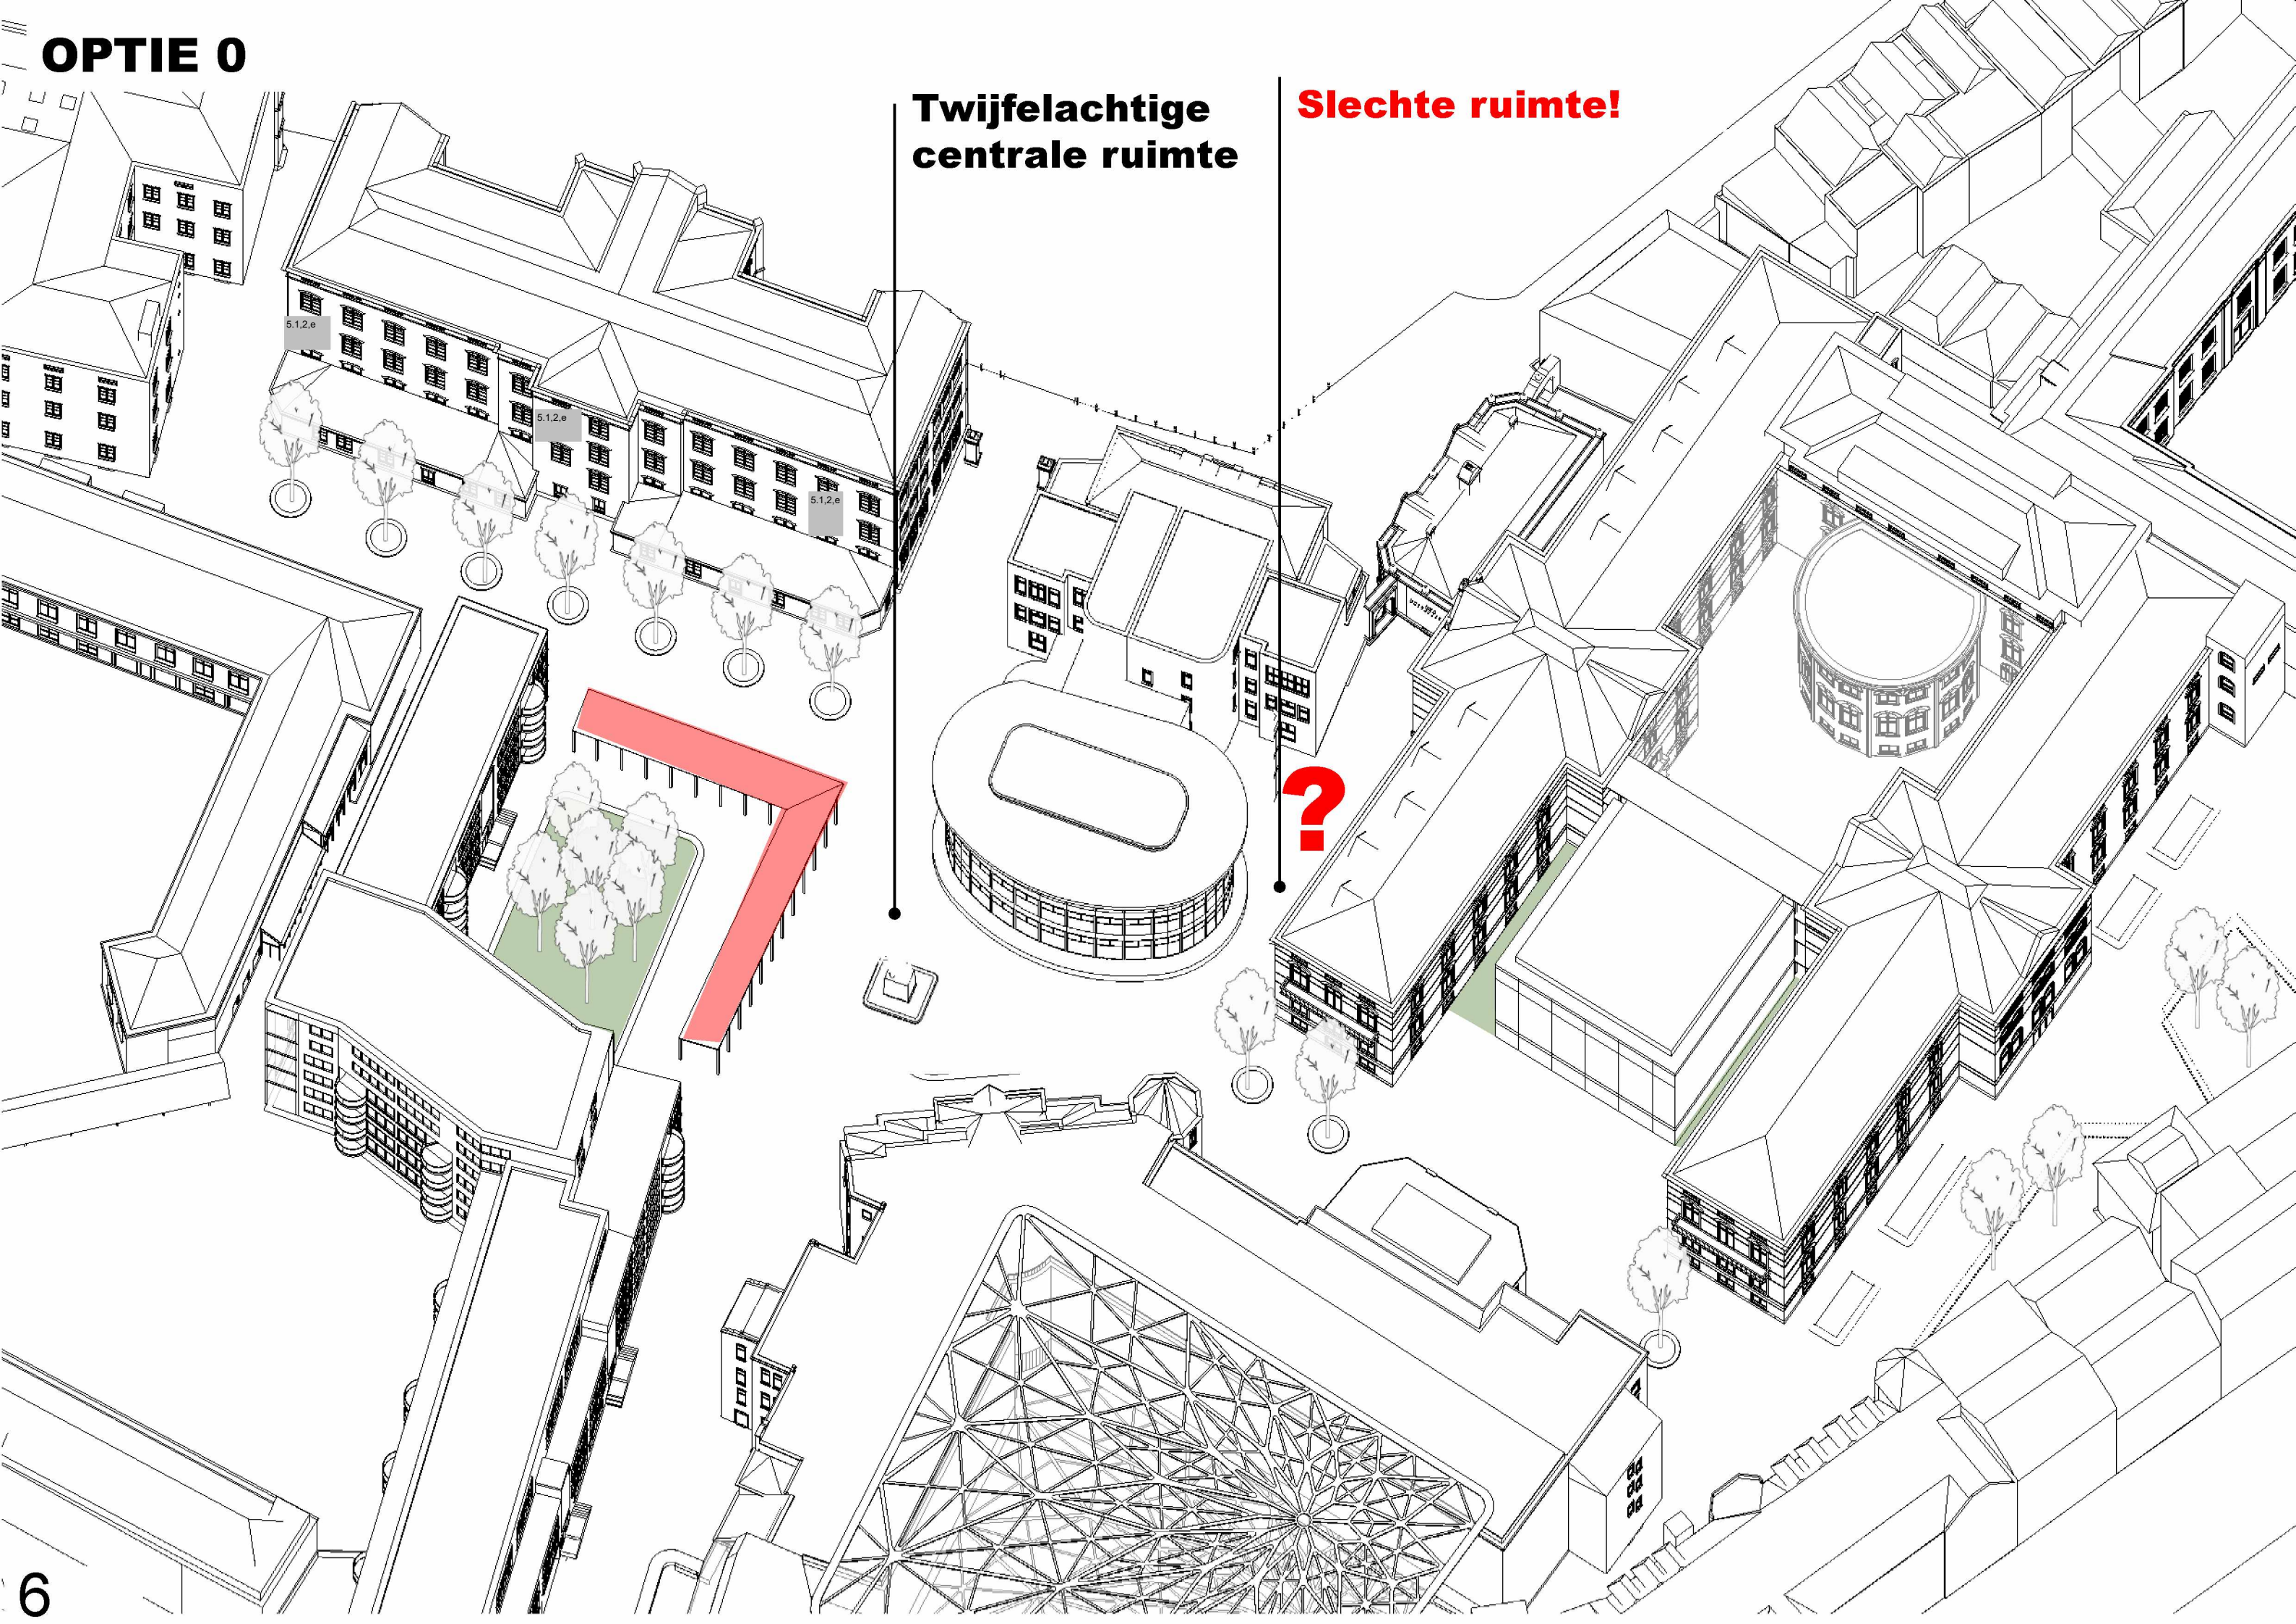 OPTIE 0
Twijfelachtige
centrale ruimte
Slechte ruimte!
5.1,2,e
5.1,2,e
5.1,2,e
?
6